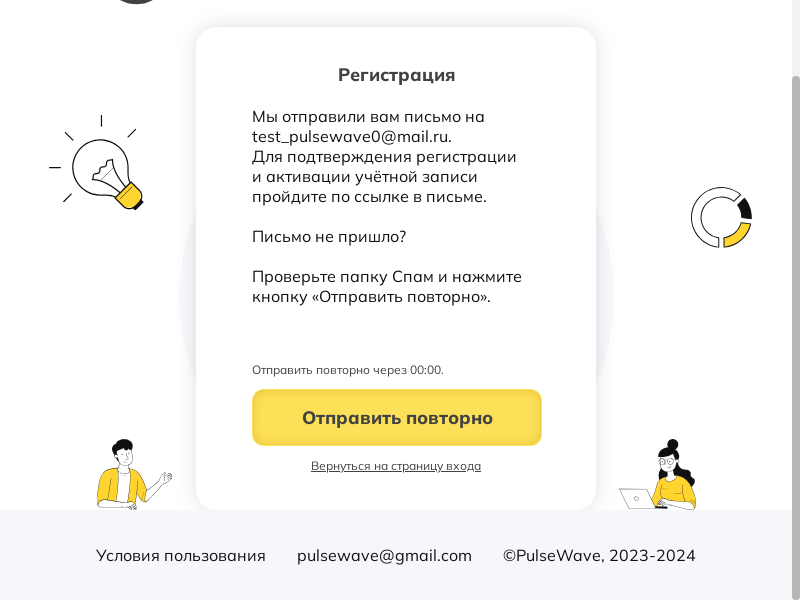 Регистрация
Мы отправили вам письмо на
test_pulsewave0@mail.ru.
Для подтверждения регистрации
и активации учётной записи
пройдите по ссылке в письме.
Письмо не пришло?
Проверьте папку Спам и нажмите
кнопку «Отправить повторно».
Отправить повторно через 00:00.
Отправить повторно
Вернуться на страницу входа
Условия пользования pulsewave@gmail.com ©PulseWave, 2023-2024